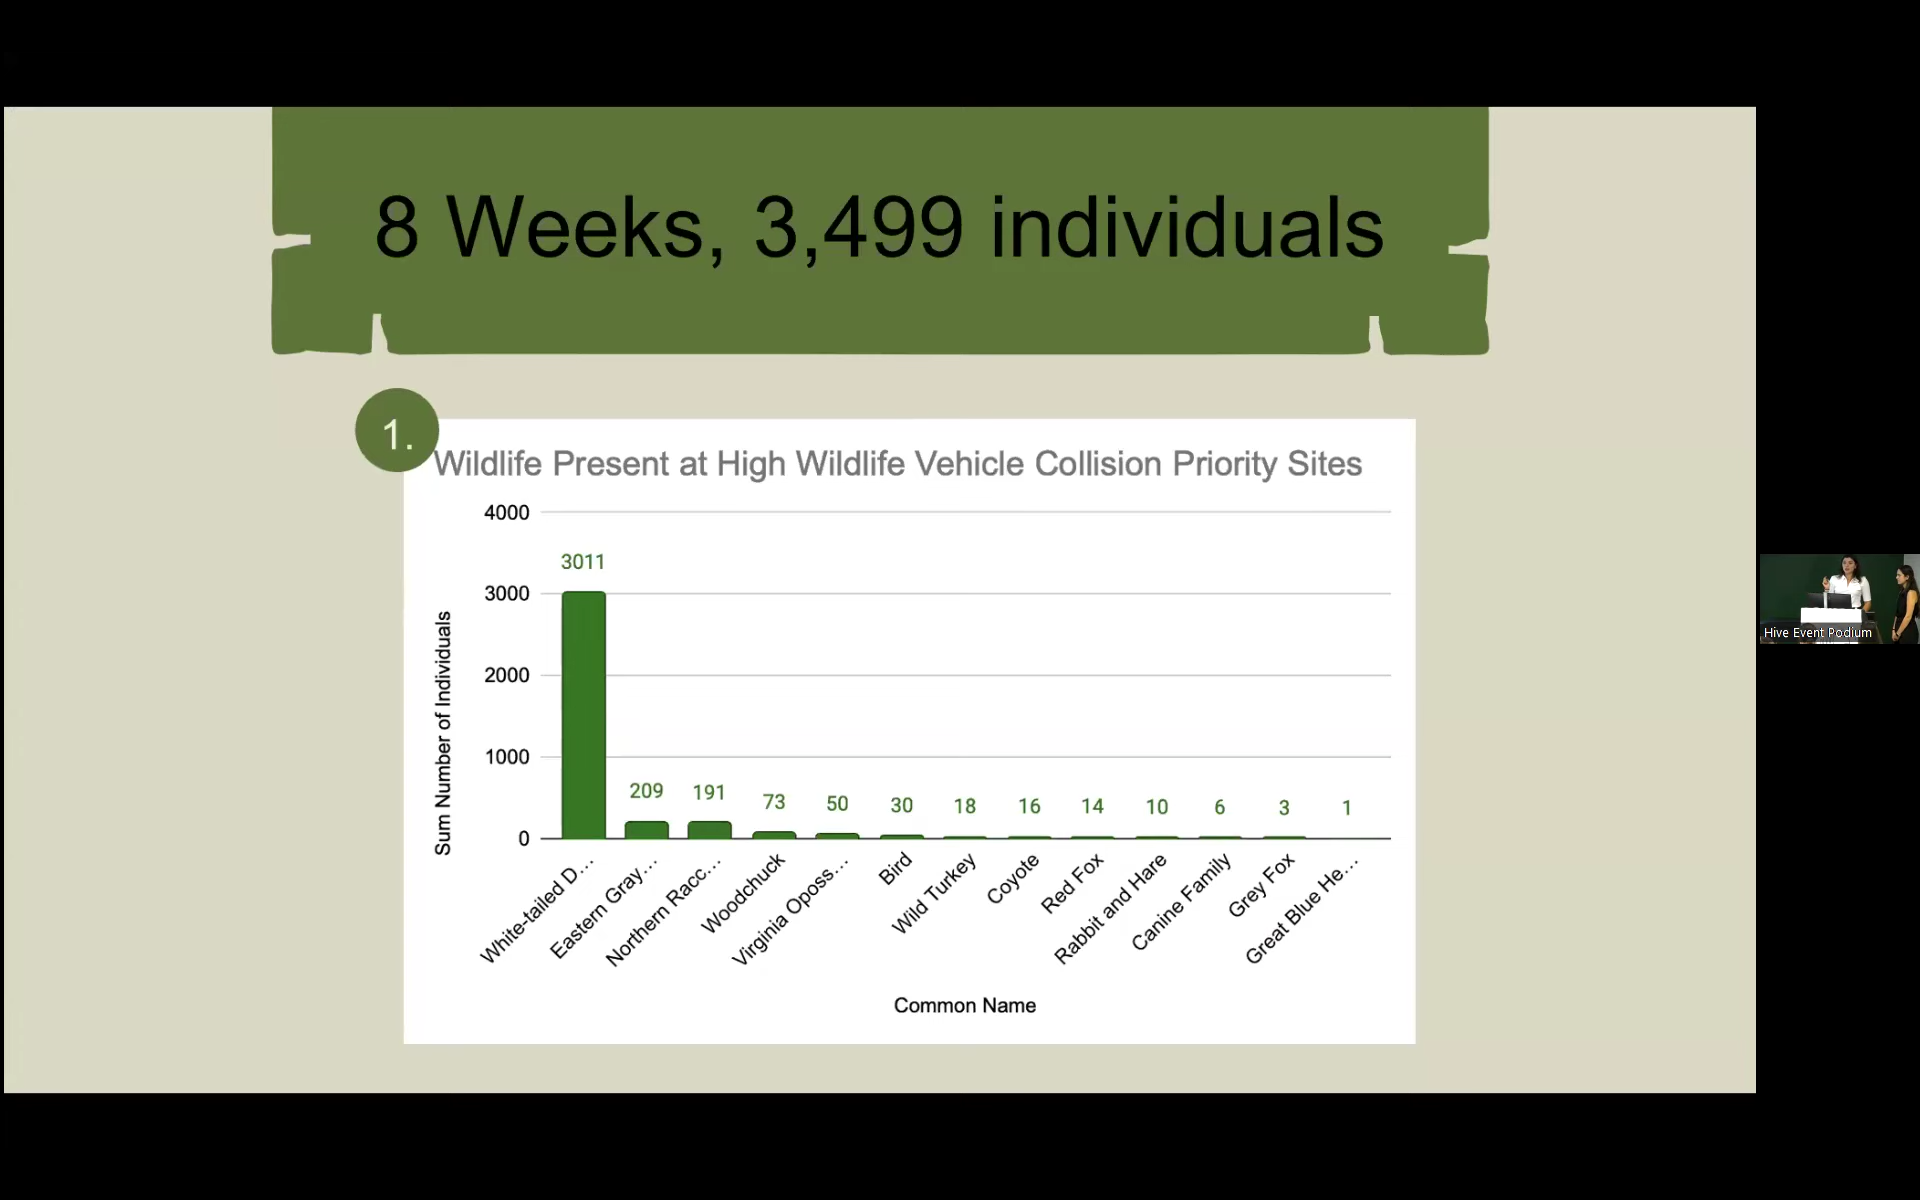 8 Weeks, 3,499 individuals
1.
Wildlife Present at High Wildlife Vehicle Collision Priority Sites
Sum Number of Individuals
4000
3000
2000
1000
0
3011
209
191
73
50
30
18
16
14
10
6
3
1
White-tailed D...
Eastern Gray...
Northern Racc...
Woodchuck
Virginia Oposs...
Bird
Wild Turkey
Coyote
Red Fox
Rabbit and Hare
Canine Family
Grey Fox
Great Blue He...
Common Name
Hive Event Podium